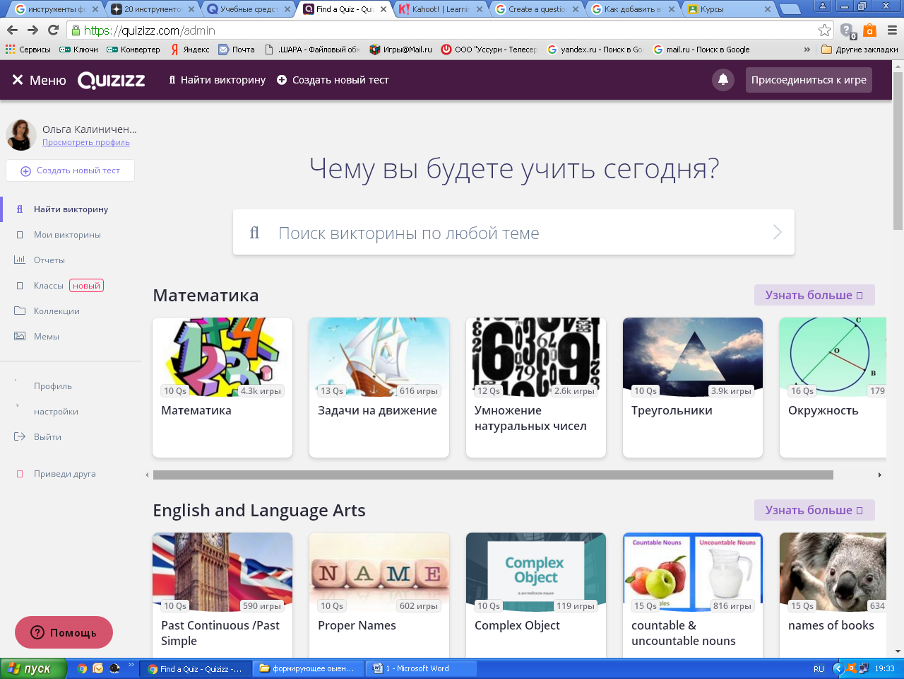 инструменты ф
20 инструменто
Учебные средс
Find a Quiz - Qu
Kahoot! | Learni
Create a questio
Как добавить в
Курсы
https://quizizz.com/admin
Сервисы Ключи Конвертер Яндекс Почта .ШАРА - Файловый об Игры@Mail.ru ООО "Уссури - Телесер yandex.ru - Поиск в Go mail.ru - Поиск в Google » Другие закладки
Меню QUIZIZZ Найти викторину Создать новый тест Присоединиться к игре
Ольга Калиничен...
Просмотреть профиль
Создать новый тест
Найти викторину
Мои викторины
Отчеты
Классы новый
Коллекции
Мемы
Профиль
настройки
Выйти
Приведи друга
Помощь
Чему вы будете учить сегодня?
Поиск викторины по любой теме
Математика Узнать больше
10 Qs 4.3k игры
Математика
13 Qs 616 игры
Задачи на движение
12 Qs 2.6k игры
Умножение
натуральных чисел
10 Qs 3.9k игры
Треугольники
C
O
A
B
16 Qs 179
Окружность
English and Language Arts Узнать больше
10 Qs 590 игры
Past Continuous /Past
Simple
NAME
10 Qs 602 игры
Proper Names
Complex
Object
в английском языке
10 Qs 119 игры
Complex Object
Countable Nouns Uncountable Nouns
15 Qs 816 игры
countable &
uncountable nouns
15 Qs 634
names of books
пуск
Find a Quiz - Quizizz -...
формирующее оцен...
1 - Microsoft Word
RU 19:33